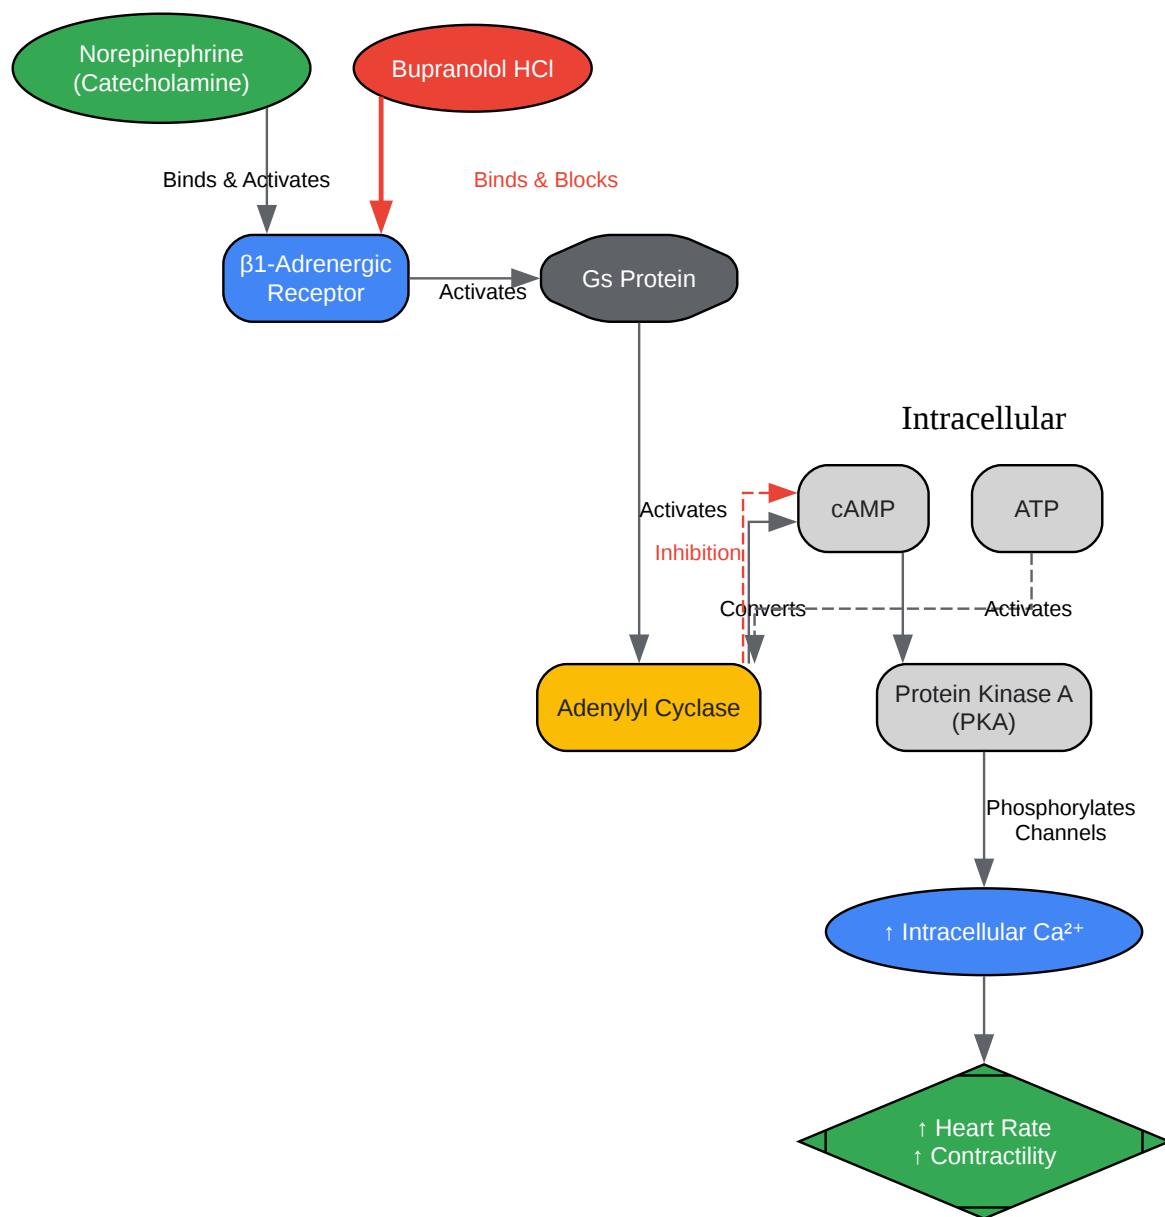 Norepinephrine
(Catecholamine)
Bupranolol HCl
Binds & Activates
Binds & Blocks
β1-Adrenergic
Receptor
Activates
Gs Protein
Intracellular
cAMP
ATP
Activates
Inhibition
Converts
Activates
Adenylyl Cyclase
Protein Kinase A
(PKA)
Phosphorylates
Channels
↑ Intracellular Ca²⁺
↑ Heart Rate
↑ Contractility